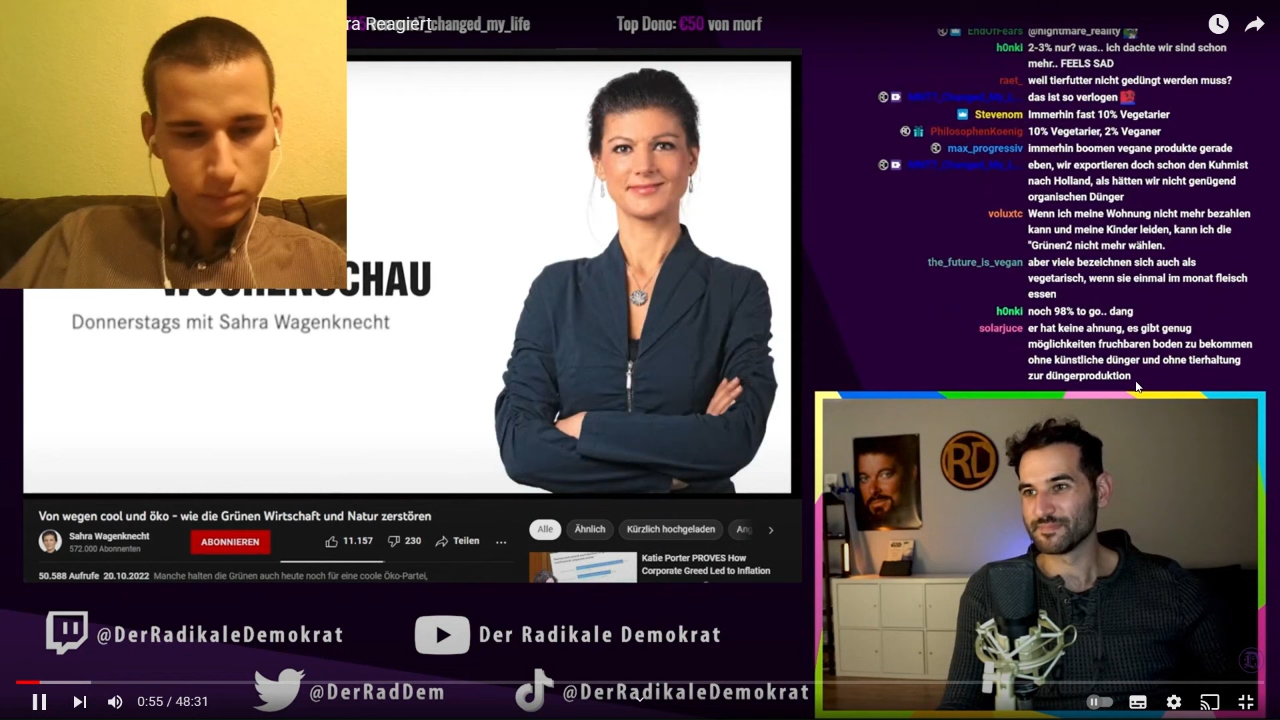 ra Reagiert
changed_my_life
Top Dono: €50 von morf
EndOfFears @nightmare_reality
h0nki 2-3% nur? was.. ich dachte wir sind schon
mehr.. FEELS SAD
raet_ weil tierfutter nicht gedüngt werden muss?
das ist so verlogen
Stevenom Immerhin fast 10% Vegetarier
PhilosophenKoenig 10% Vegetarier, 2% Veganer
max_progressiv immerhin boomen vegane produkte gerade
eben, wir exportieren doch schon den Kuhmist
nach Holland, als hätten wir nicht genügend
organischen Dünger
voluxtc Wenn ich meine Wohnung nicht mehr bezahlen
kann und meine Kinder leiden, kann ich die
"Grünen2 nicht mehr wählen.
the_future_is_vegan aber viele bezeichnen sich auch als
vegetarisch, wenn sie einmal im monat fleisch
essen
h0nki noch 98% to go.. dang
solarjuce er hat keine ahnung, es gibt genug
möglichkeiten fruchbaren boden zu bekommen
ohne künstliche dünger und ohne tierhaltung
zur düngerproduktion
WOCHENSCHAU
Donnerstags mit Sahra Wagenknecht
Von wegen cool und öko - wie die Grünen Wirtschaft und Natur zerstören
Sahra Wagenknecht
572.000 Abonnenten
ABONNIEREN
11.157
230
Teilen
Alle
Ähnlich
Kürzlich hochgeladen
Ang
Katie Porter PROVES How
Corporate Greed Led to Inflation
50.588 Aufrufe 20.10.2022 Manche halten die Grünen auch heute noch für eine coole Öko-Partei,
RD
@DerRadikaleDemokrat
Der Radikale Demokrat
@DerRadDem
@DerRadikaleDemokrat
0:55 / 48:31